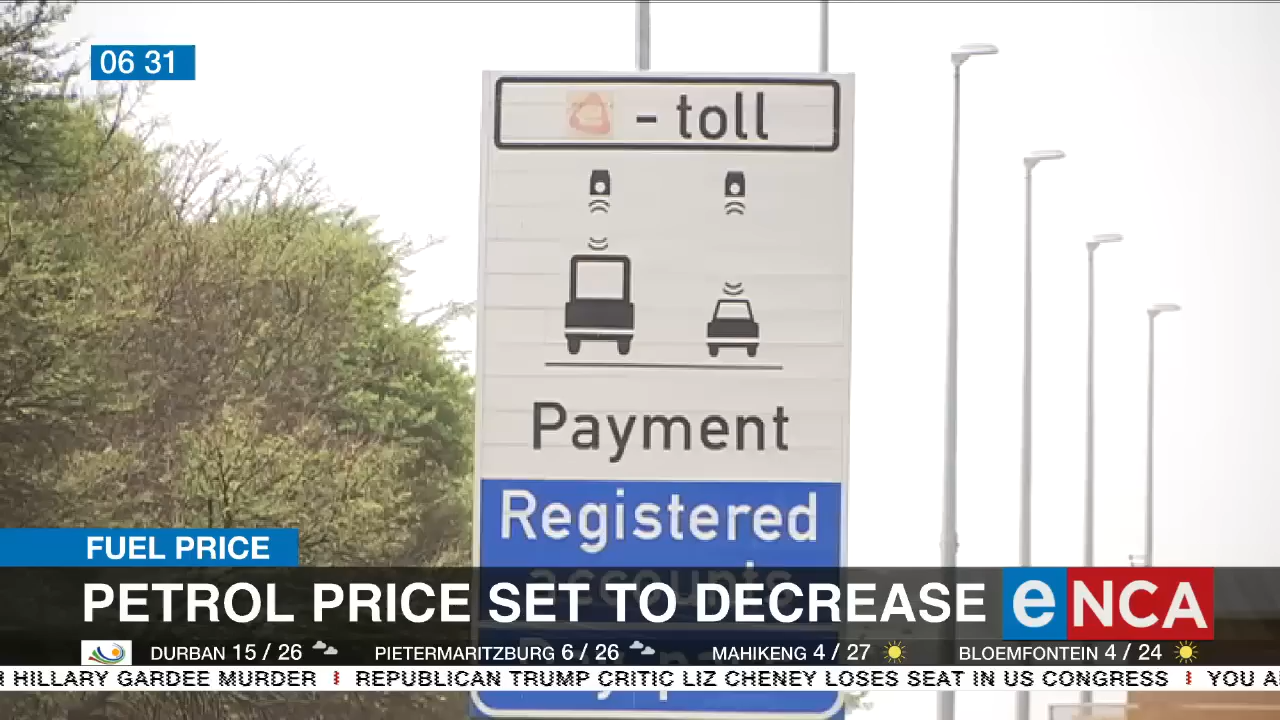 06 31
- toll
Payment
Registered
accounts
FUEL PRICE
PETROL PRICE SET TO DECREASE
eNCA
DURBAN 15 / 26 PIETERMARITZBURG 6 / 26 MAHIKENG 4 / 27 BLOEMFONTEIN 4 / 24
HILLARY GARDEE MURDER REPUBLICAN TRUMP CRITIC LIZ CHENEY LOSES SEAT IN US CONGRESS YOU